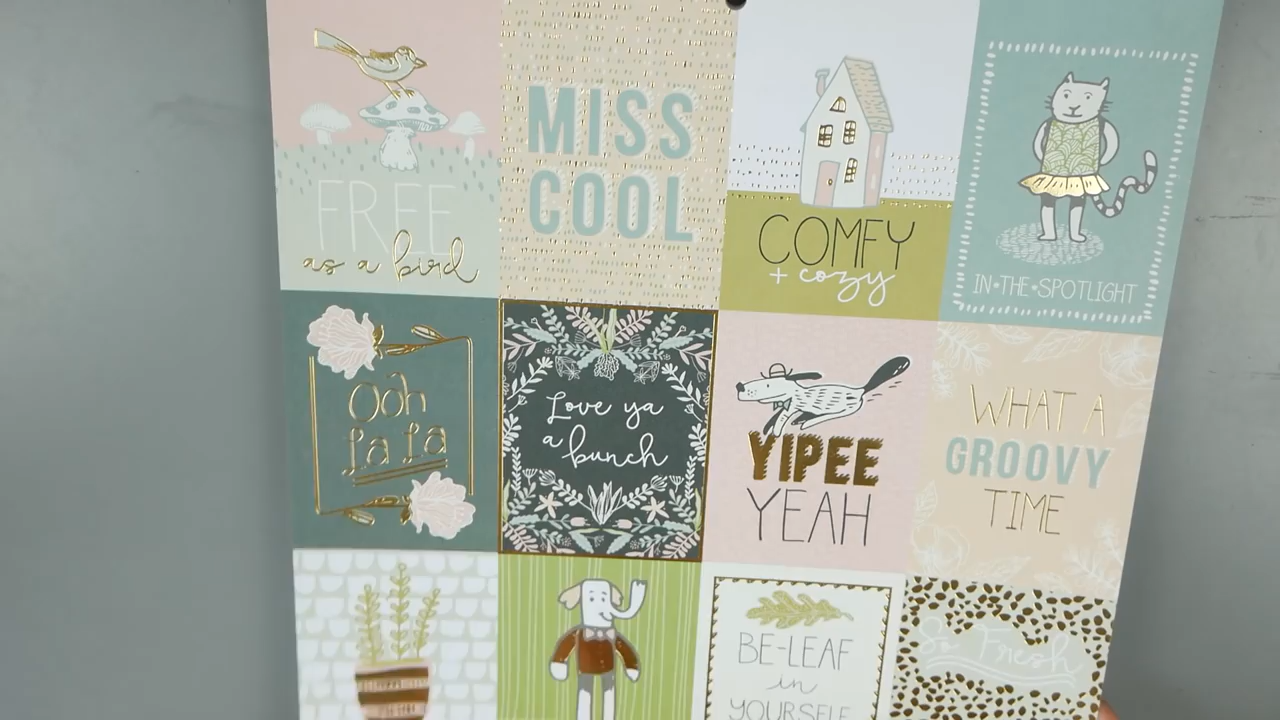 FREE
as a bird
MISS
COOL
COMFY
+ cozy
IN•THE•SPOTLIGHT
Ooh
La La
Love ya
a bunch
YIPEE
YEAH
WHAT A
GROOVY
TIME
BE-LEAF
in
YOURSELF
So Fresh